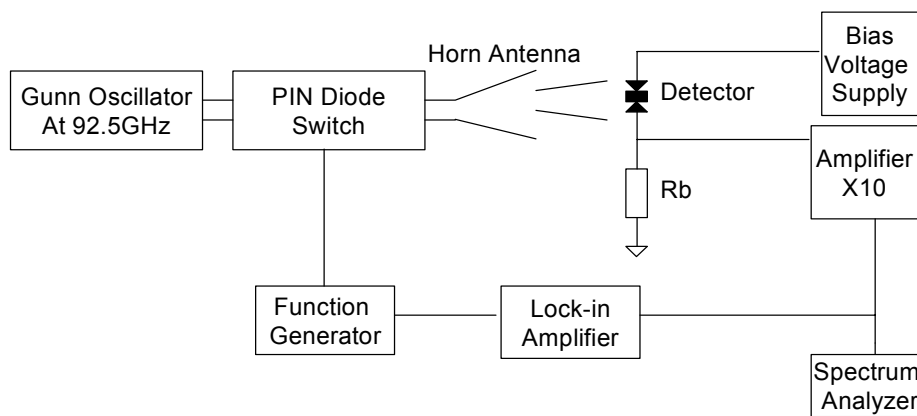 Gunn Oscillator
At 92.5GHz
PIN Diode
Switch
Horn Antenna
Detector
Bias
Voltage
Supply
Amplifier
X10
Rb
Function
Generator
Lock-in
Amplifier
Spectrum
Analyzer